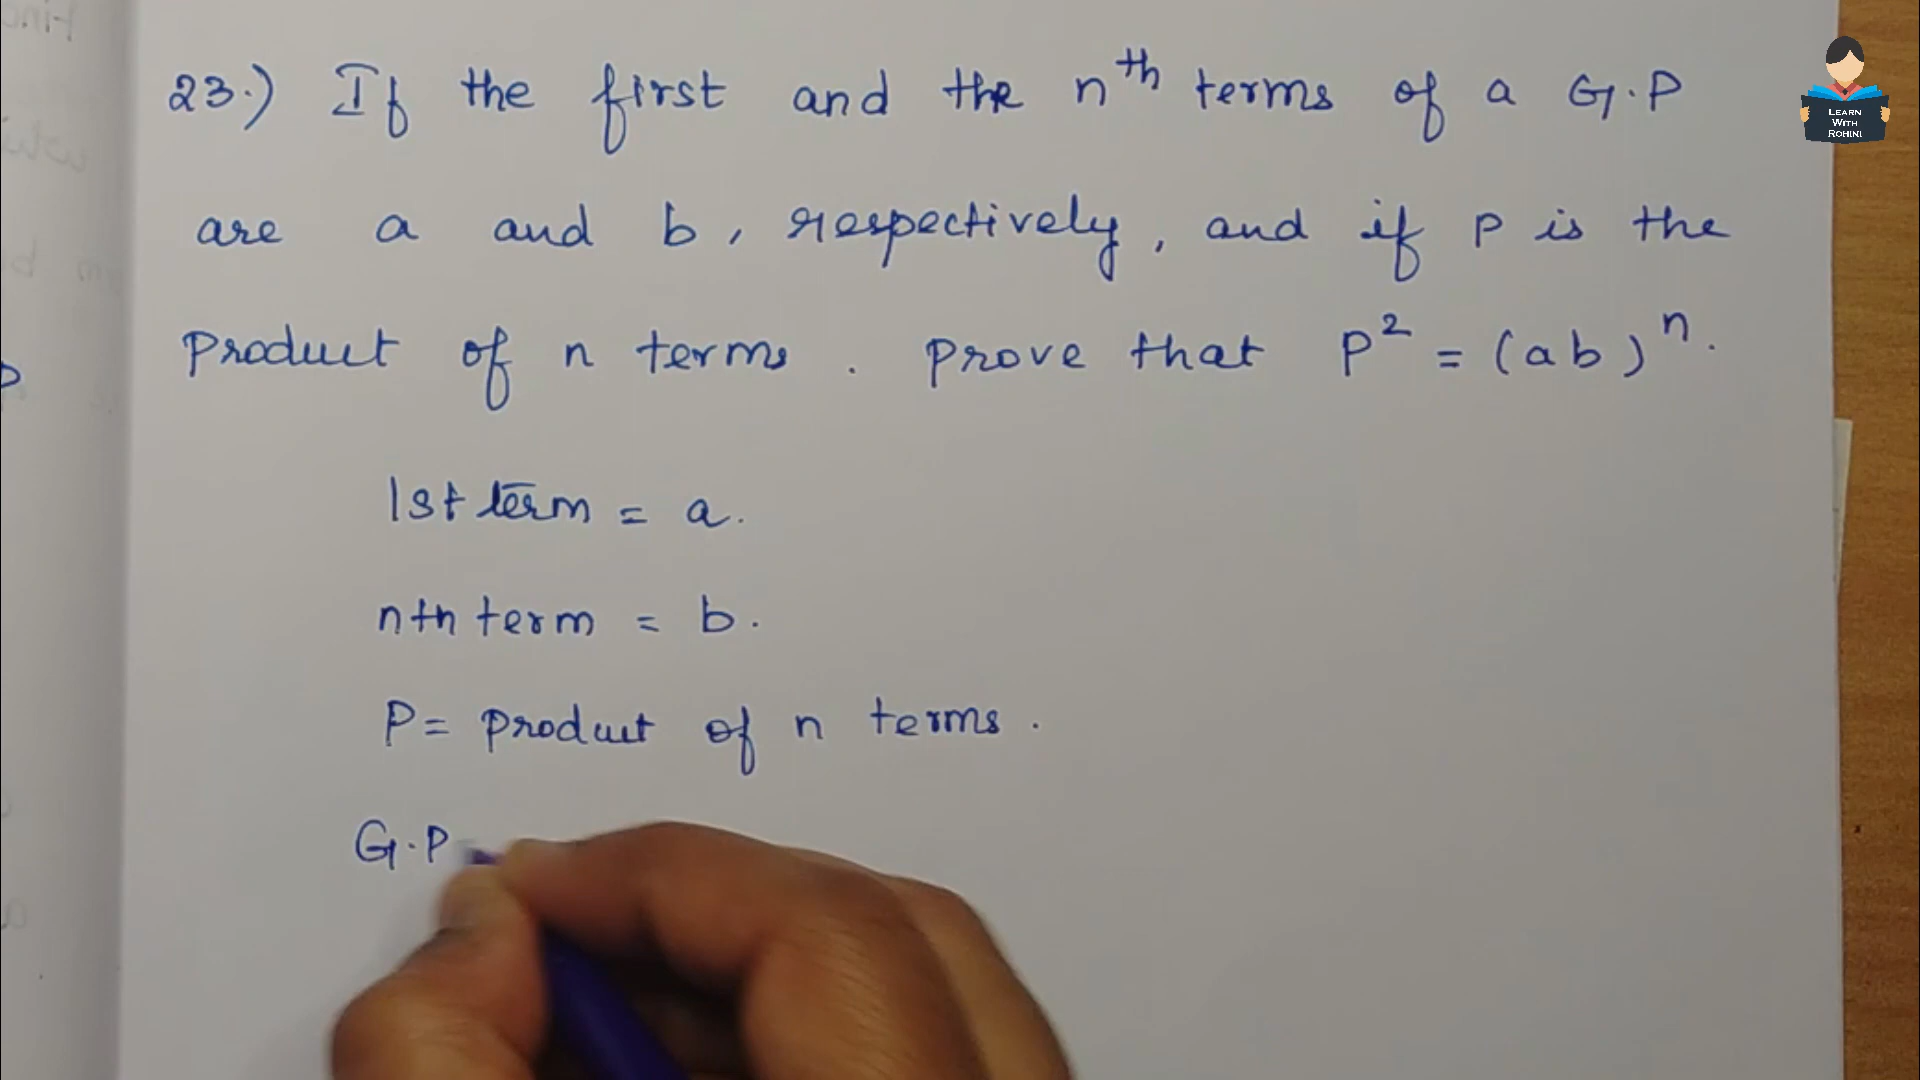 23.) If the first and the nth terms of a G.P
are a and b, respectively, and if P is the
Product of n terms. prove that P² = (ab)ⁿ.
1st term = a.
nth term = b.
P = product of n terms.
G.P
LEARN
WITH
ROHINI